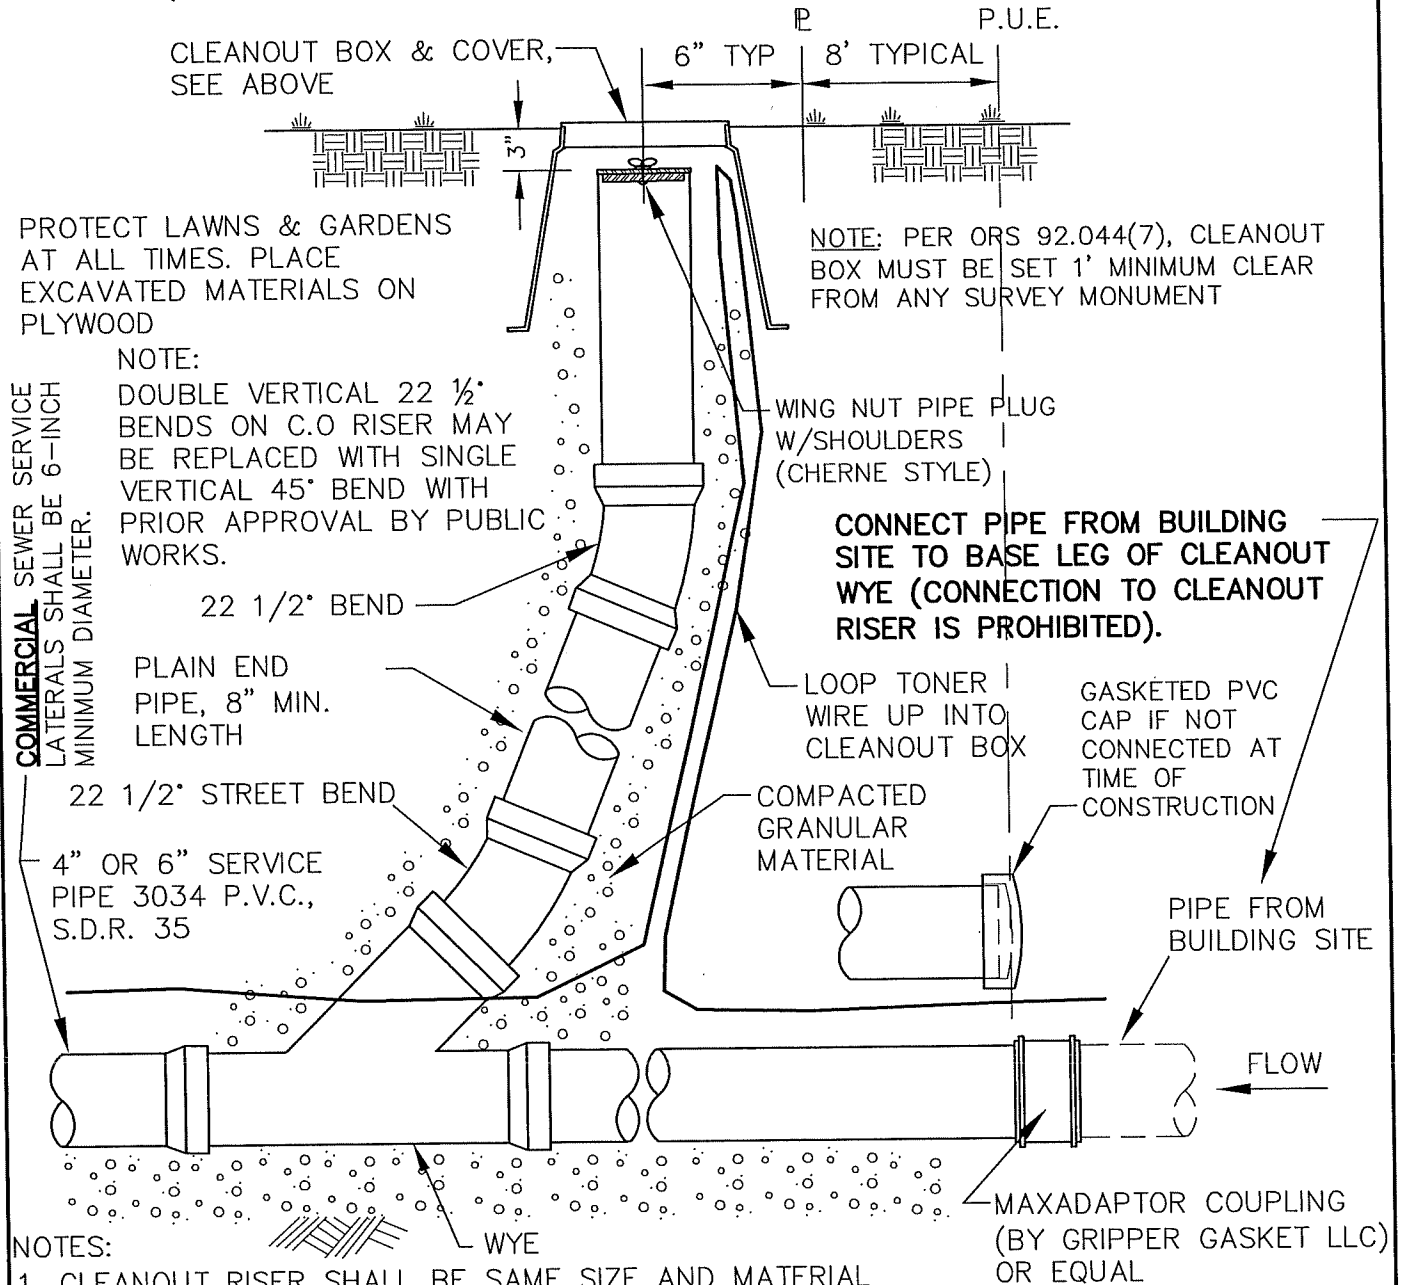 ℄
P.U.E.
CLEANOUT BOX & COVER,
SEE ABOVE
6" TYP
8' TYPICAL
3"
PROTECT LAWNS & GARDENS
AT ALL TIMES. PLACE
EXCAVATED MATERIALS ON
PLYWOOD
NOTE: PER ORS 92.044(7), CLEANOUT
BOX MUST BE SET 1' MINIMUM CLEAR
FROM ANY SURVEY MONUMENT
NOTE:
DOUBLE VERTICAL 22 ½°
BENDS ON C.O RISER MAY
BE REPLACED WITH SINGLE
VERTICAL 45° BEND WITH
PRIOR APPROVAL BY PUBLIC
WORKS.
COMMERCIAL SEWER SERVICE
LATERALS SHALL BE 6-INCH
MINIMUM DIAMETER.
WING NUT PIPE PLUG
W/SHOULDERS
(CHERNE STYLE)
CONNECT PIPE FROM BUILDING
SITE TO BASE LEG OF CLEANOUT
WYE (CONNECTION TO CLEANOUT
RISER IS PROHIBITED).
22 1/2° BEND
PLAIN END
PIPE, 8" MIN.
LENGTH
LOOP TONER
WIRE UP INTO
CLEANOUT BOX
GASKETED PVC
CAP IF NOT
CONNECTED AT
TIME OF
CONSTRUCTION
22 1/2° STREET BEND
COMPACTED
GRANULAR
MATERIAL
4" OR 6" SERVICE
PIPE 3034 P.V.C.,
S.D.R. 35
PIPE FROM
BUILDING SITE
FLOW
MAXADAPTOR COUPLING
(BY GRIPPER GASKET LLC)
OR EQUAL
WYE
NOTES:
1. CLEANOUT RISER SHALL BE SAME SIZE AND MATERIAL